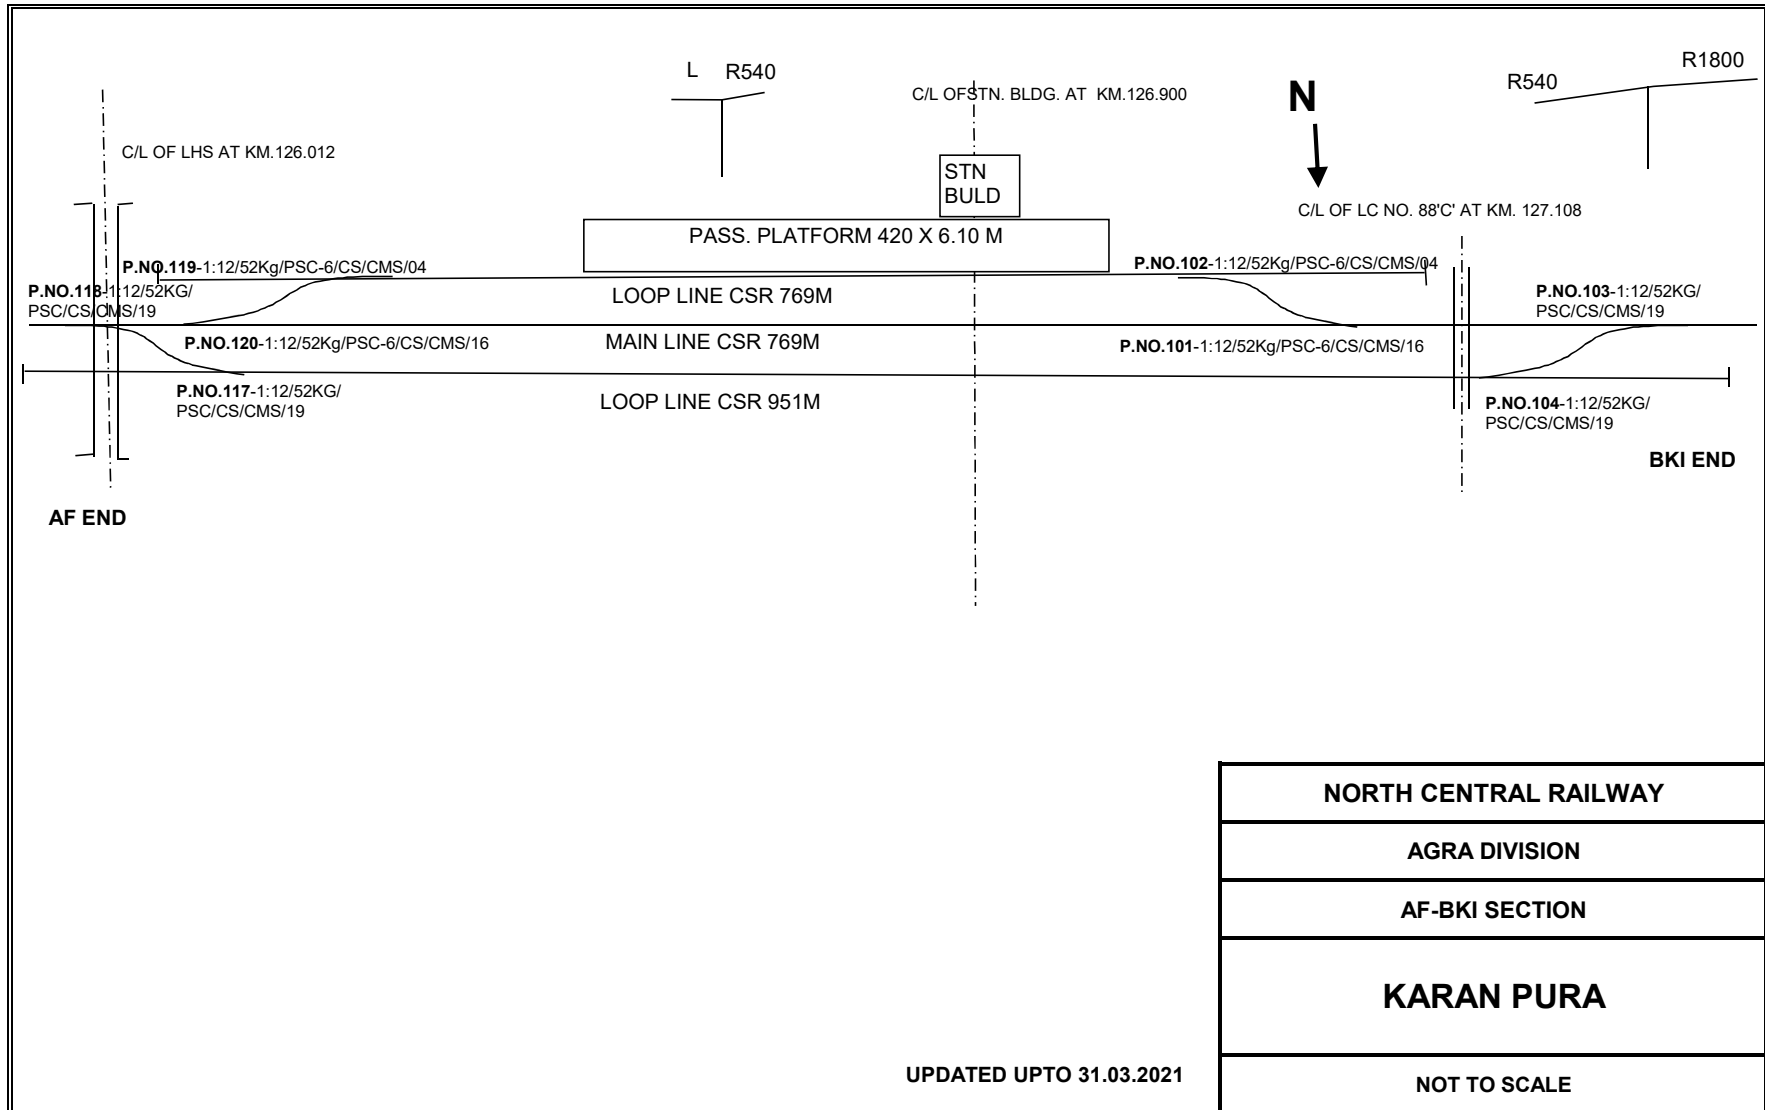 L R540
C/L OFSTN. BLDG. AT KM.126.900
N
R540
R1800
C/L OF LHS AT KM.126.012
STN
BULD
C/L OF LC NO. 88'C' AT KM. 127.108
PASS. PLATFORM 420 X 6.10 M
P.NO.119-1:12/52Kg/PSC-6/CS/CMS/04
P.NO.102-1:12/52Kg/PSC-6/CS/CMS/04
P.NO.118-1:12/52KG/
PSC/CS/CMS/19
LOOP LINE CSR 769M
P.NO.103-1:12/52KG/
PSC/CS/CMS/19
P.NO.120-1:12/52Kg/PSC-6/CS/CMS/16
MAIN LINE CSR 769M
P.NO.101-1:12/52Kg/PSC-6/CS/CMS/16
P.NO.117-1:12/52KG/
PSC/CS/CMS/19
LOOP LINE CSR 951M
P.NO.104-1:12/52KG/
PSC/CS/CMS/19
BKI END
AF END
NORTH CENTRAL RAILWAY
AGRA DIVISION
AF-BKI SECTION
KARAN PURA
UPDATED UPTO 31.03.2021
NOT TO SCALE